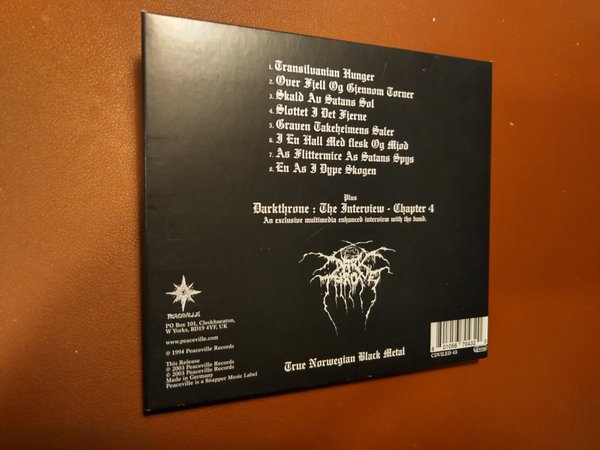 1. Transilvanian Hunger
2. Over Fjell Og Gjennom Torner
3. Skald Av Satans Sol
4. Slottet I Det Fjerne
5. Graven Takeheimens Saler
6. I En Hall Med flesk Og Mjød
7. As Flittermice As Satans Spys
8. En As I Dype Skogen
Plus
Darkthrone : The Interview - Chapter 4
An exclusive multimedia enhanced interview with the band.
DARK
THRONE
PEACEVILLE
PO Box 101, Cleckheaton,
W Yorks, BD19 4YF, UK
www.peaceville.com
© 1994 Peaceville Records
This Release
℗ 2003 Peaceville Records
© 2003 Peaceville Records
Made in Germany
Peaceville is a Snapper Music Label
True Norwegian Black Metal
CDVILED 43